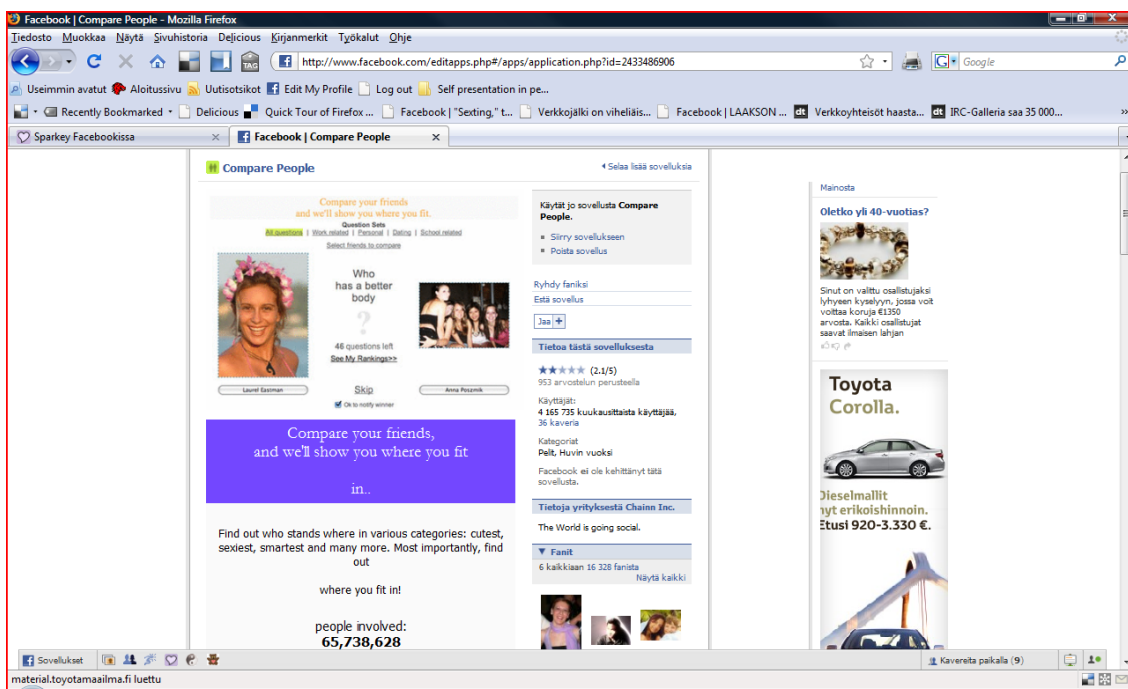 Facebook | Compare People - Mozilla Firefox
Tiedosto Muokkaa Näytä Sivuhistoria Delicious Kirjanmerkit Työkalut Ohje
TAG
http://www.facebook.com/editapps.php#/apps/application.php?id=2433486906
Google
Useimmin avatut Aloitussivu Uutisotsikot Edit My Profile Log out Self presentation in pe...
Recently Bookmarked Delicious Quick Tour of Firefox ... Facebook | "Sexting," t... Verkkojälki on viheliäis... Facebook | LAAKSON ... dt Verkkoyhteisöt haasta... dt IRC-Galleria saa 35 000...
Sparkey Facebookissa
Facebook | Compare People
Compare People
Selaa lisää sovelluksia
Compare your friends
and we'll show you where you fit.
Question Sets
All questions | Work related | Personal | Dating | School related
Select friends to compare
Who
has a better
body
?
46 questions left
See My Rankings>>
Laurel Eastman
Skip
Anna Poszmik
Ok to notify winner
Compare your friends,
and we'll show you where you fit
in..
Find out who stands where in various categories: cutest,
sexiest, smartest and many more. Most importantly, find
out
where you fit in!
people involved:
65,738,628
Käytät jo sovellusta Compare
People.
Siirry sovellukseen
Poista sovellus
Ryhdy faniksi
Estä sovellus
Jaa +
Tietoa tästä sovelluksesta
(2.1/5)
953 arvostelun perusteella
Käyttäjät:
4 165 735 kuukausittaista käyttäjää,
36 kaveria
Kategoriat
Pelit, Huvin vuoksi
Facebook ei ole kehittänyt tätä
sovellusta.
Tietoja yrityksestä Chainn Inc.
The World is going social.
Fanit
6 kaikkiaan 16 328 fanista
Näytä kaikki
Mainosta
Oletko yli 40-vuotias?
Sinut on valittu osallistujaksi
lyhyeen kyselyyn, jossa voit
voittaa koruja €1350
arvosta. Kaikki osallistujat
saavat ilmaisen lahjan
Toyota
Corolla.
Dieselmallit
nyt erikoishinnoin.
Etusi 920-3.330 €.
Sovellukset
Kavereita paikalla (9)
1
material.toyotamaailma.fi luettu